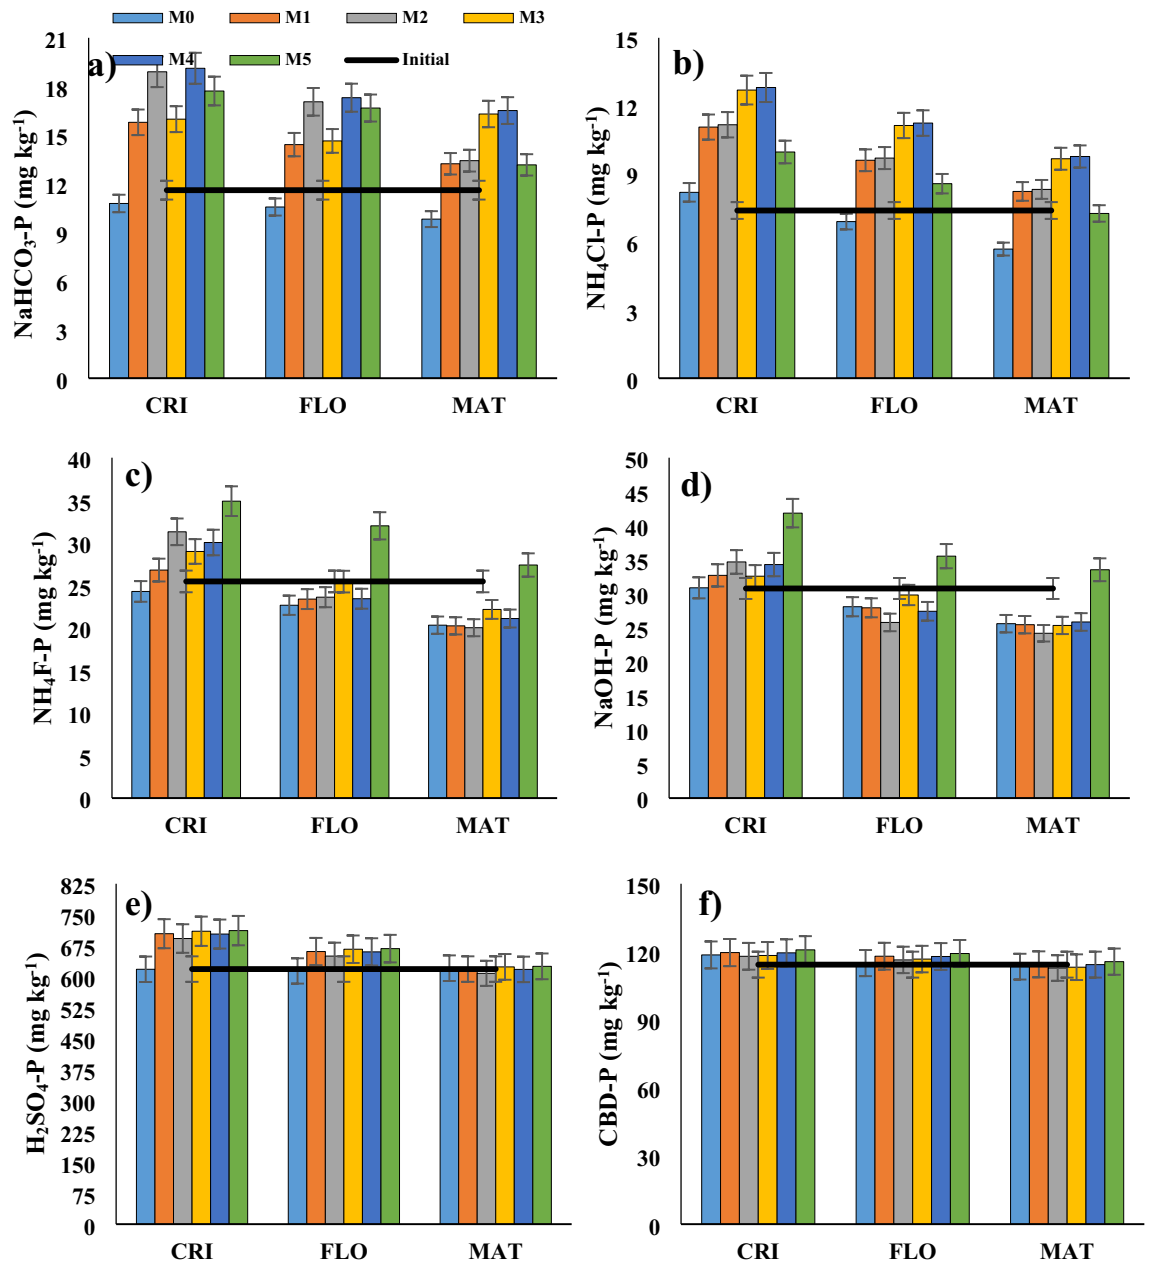 M0 M1 M2 M3
M4 M5 Initial
a)
NaHCO3-P (mg kg-1)
21
18
15
12
9
6
3
0
CRI FLO MAT
b)
NH4Cl-P (mg kg-1)
15
12
9
6
3
0
CRI FLO MAT
c)
NH4F-P (mg kg-1)
40
35
30
25
20
15
10
5
0
CRI FLO MAT
d)
NaOH-P (mg kg-1)
50
45
40
35
30
25
20
15
10
5
0
CRI FLO MAT
e)
H2SO4-P (mg kg-1)
825
750
675
600
525
450
375
300
225
150
75
0
CRI FLO MAT
f)
CBD-P (mg kg-1)
150
120
90
60
30
0
CRI FLO MAT